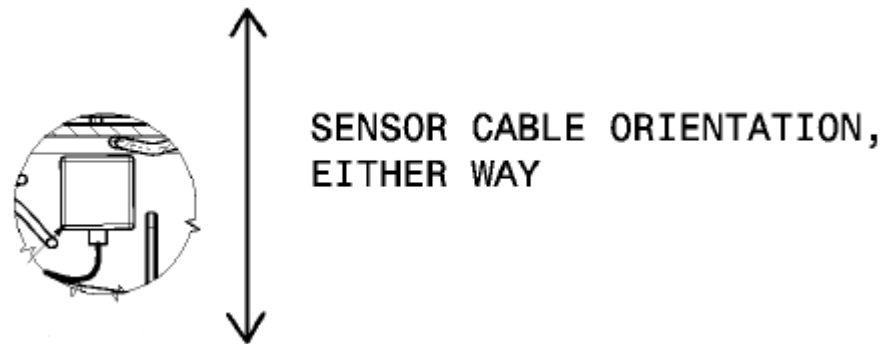 SENSOR CABLE ORIENTATION,
EITHER WAY